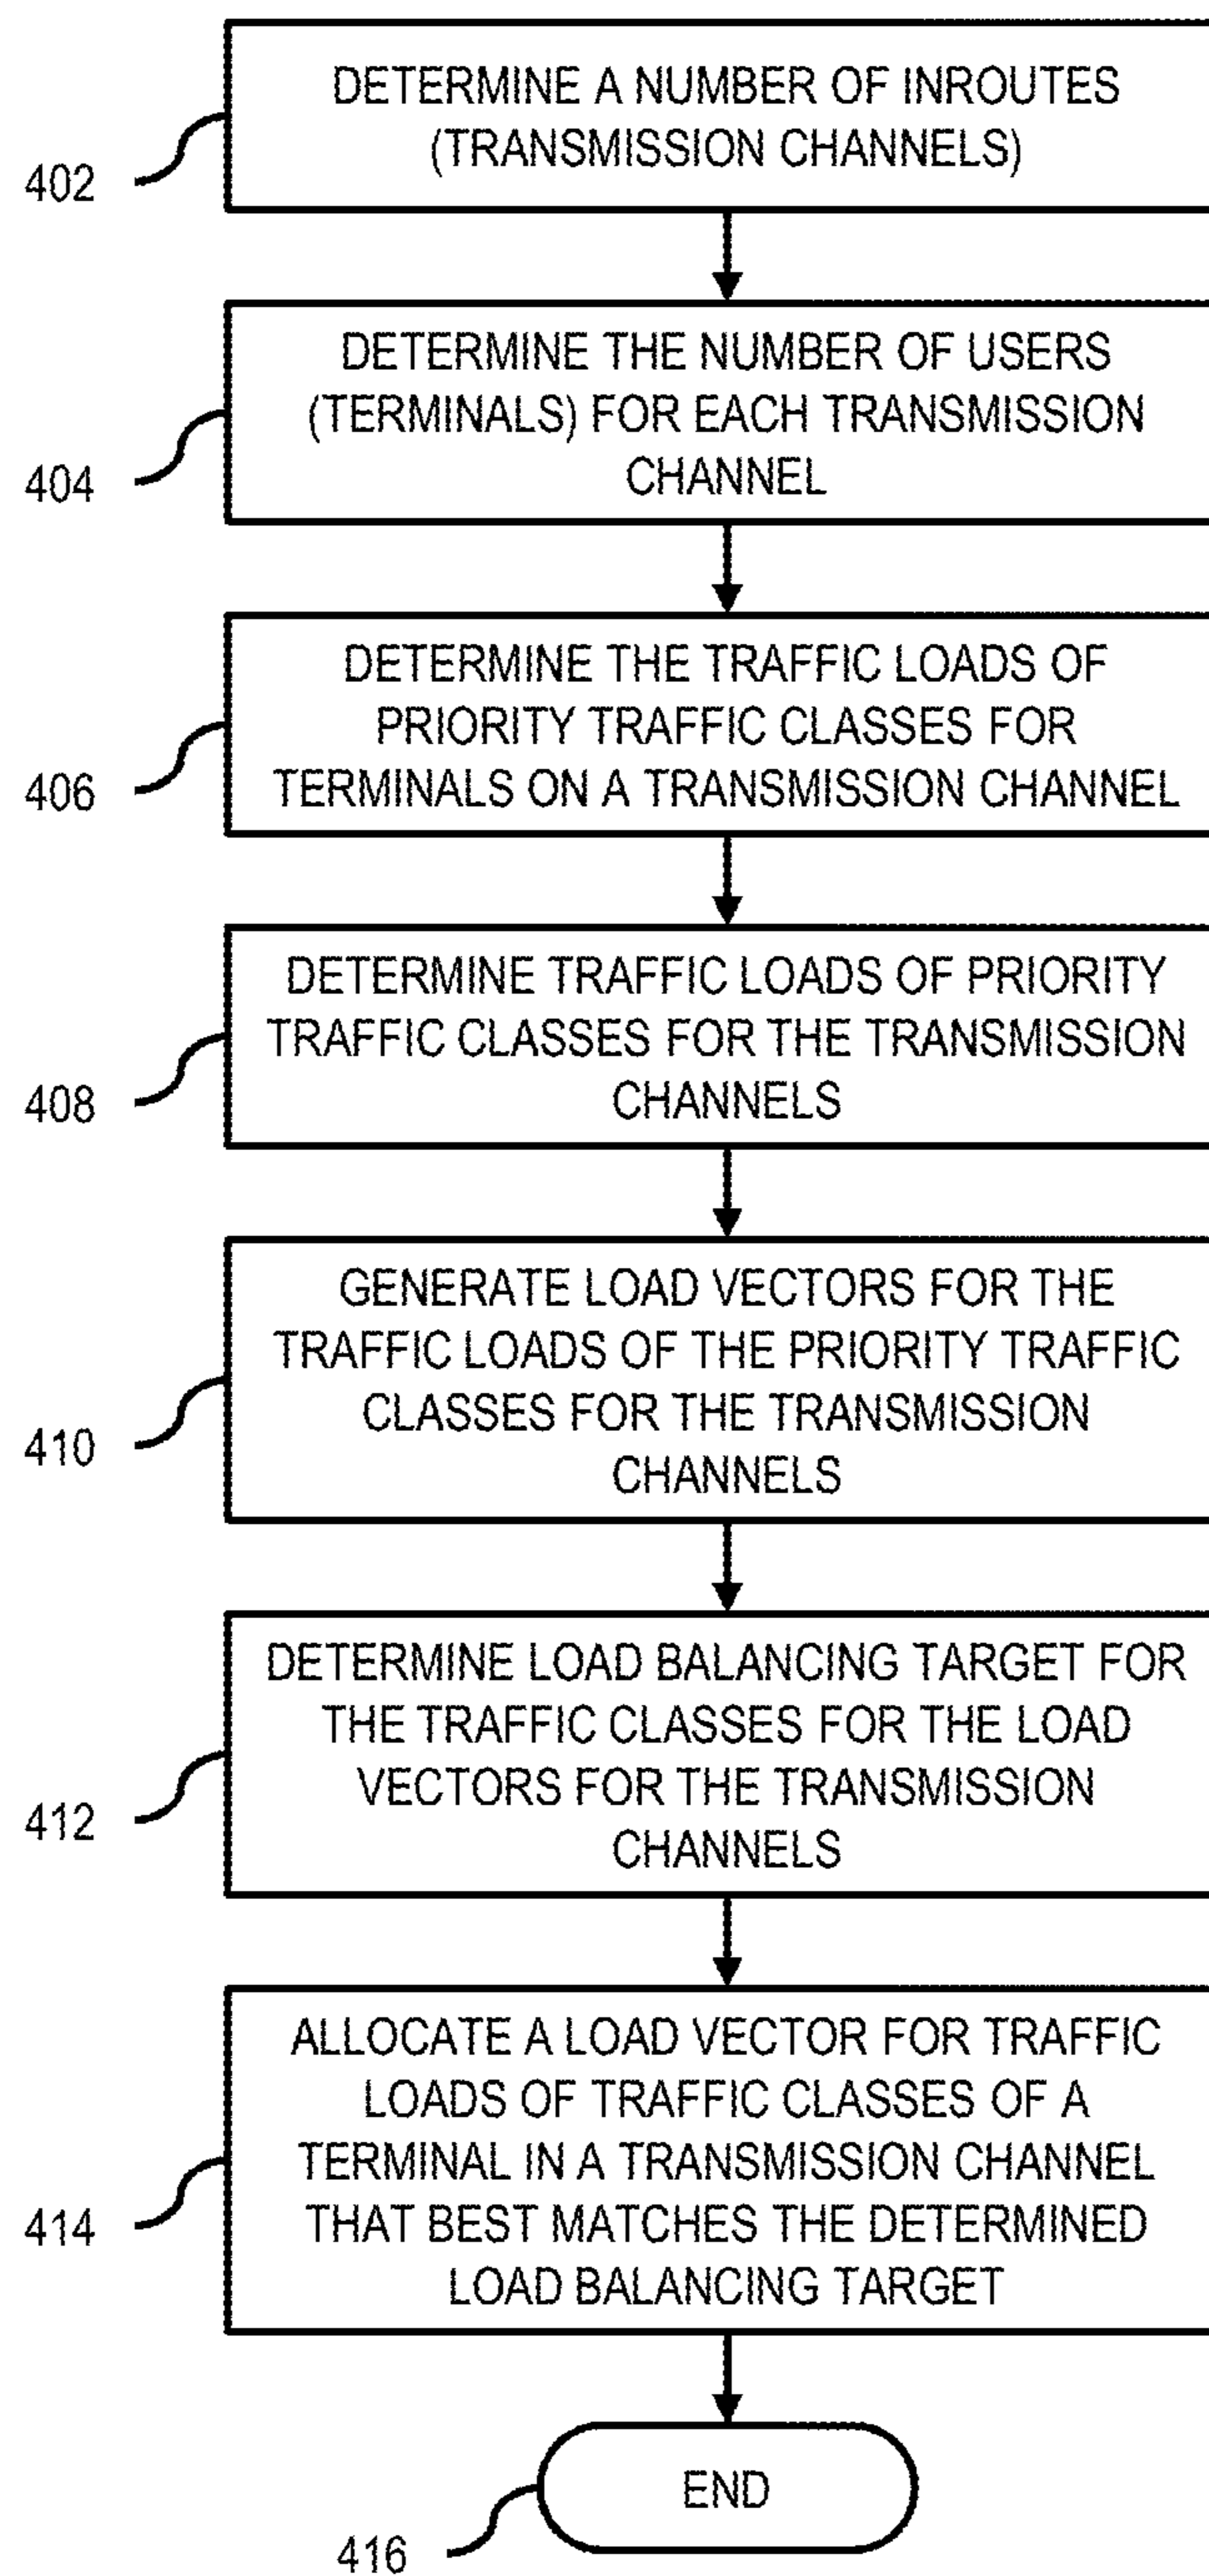 DETERMINE A NUMBER OF INROUTES
(TRANSMISSION CHANNELS)
402
DETERMINE THE NUMBER OF USERS
(TERMINALS) FOR EACH TRANSMISSION
CHANNEL
404
DETERMINE THE TRAFFIC LOADS OF
PRIORITY TRAFFIC CLASSES FOR
TERMINALS ON A TRANSMISSION CHANNEL
406
DETERMINE TRAFFIC LOADS OF PRIORITY
TRAFFIC CLASSES FOR THE TRANSMISSION
CHANNELS
408
GENERATE LOAD VECTORS FOR THE
TRAFFIC LOADS OF THE PRIORITY TRAFFIC
CLASSES FOR THE TRANSMISSION
CHANNELS
410
DETERMINE LOAD BALANCING TARGET FOR
THE TRAFFIC CLASSES FOR THE LOAD
VECTORS FOR THE TRANSMISSION
CHANNELS
412
ALLOCATE A LOAD VECTOR FOR TRAFFIC
LOADS OF TRAFFIC CLASSES OF A
TERMINAL IN A TRANSMISSION CHANNEL
THAT BEST MATCHES THE DETERMINED
LOAD BALANCING TARGET
414
END
416